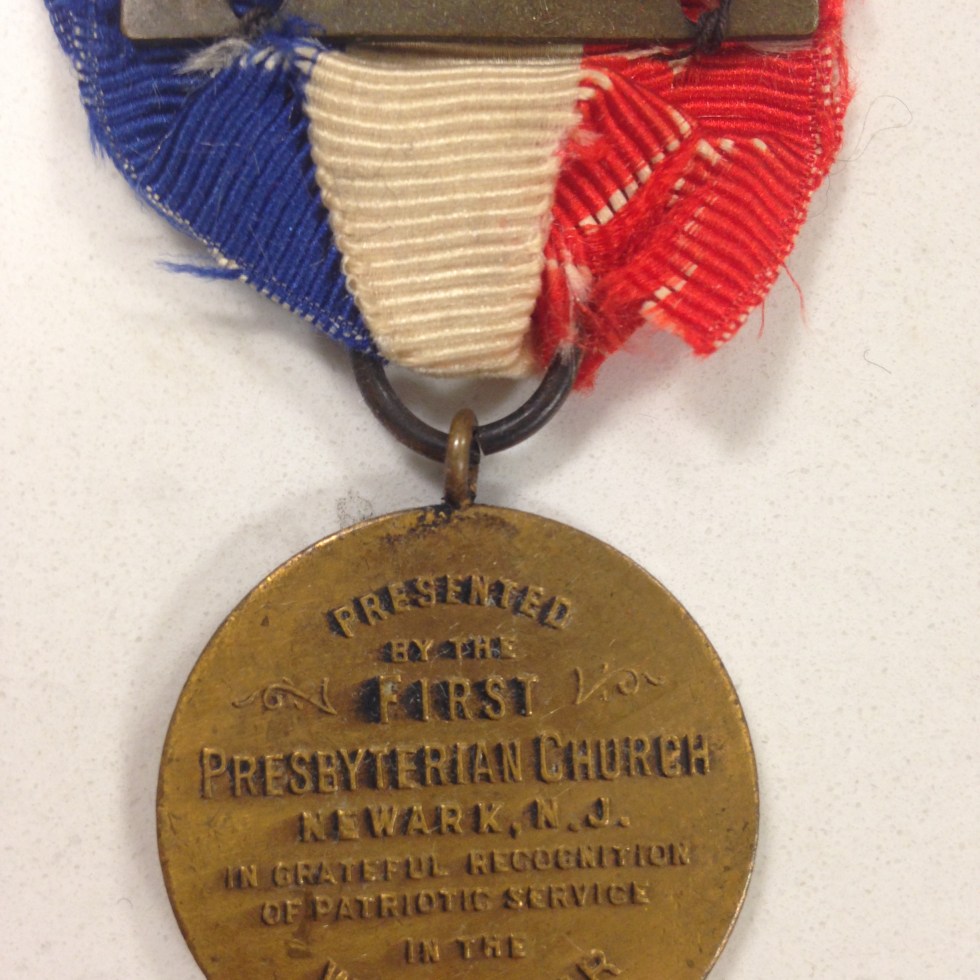 PRESENTED
BY THE
FIRST
PRESBYTERIAN CHURCH
NEWARK, N. J.
IN GRATEFUL RECOGNITION
OF PATRIOTIC SERVICE
IN THE